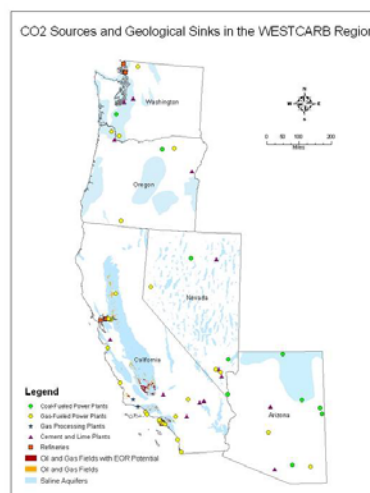 CO2 Sources and Geological Sinks in the WESTCARB Region
Washington
N
W E
S
0 50 100 200
Miles
Oregon
Nevada
California
Arizona
Legend
Coal-Fueled Power Plants
Gas-Fueled Power Plants
Gas Processing Plants
Cement and Lime Plants
Refineries
Oil and Gas Fields with EOR Potential
Oil and Gas Fields
Saline Aquifers